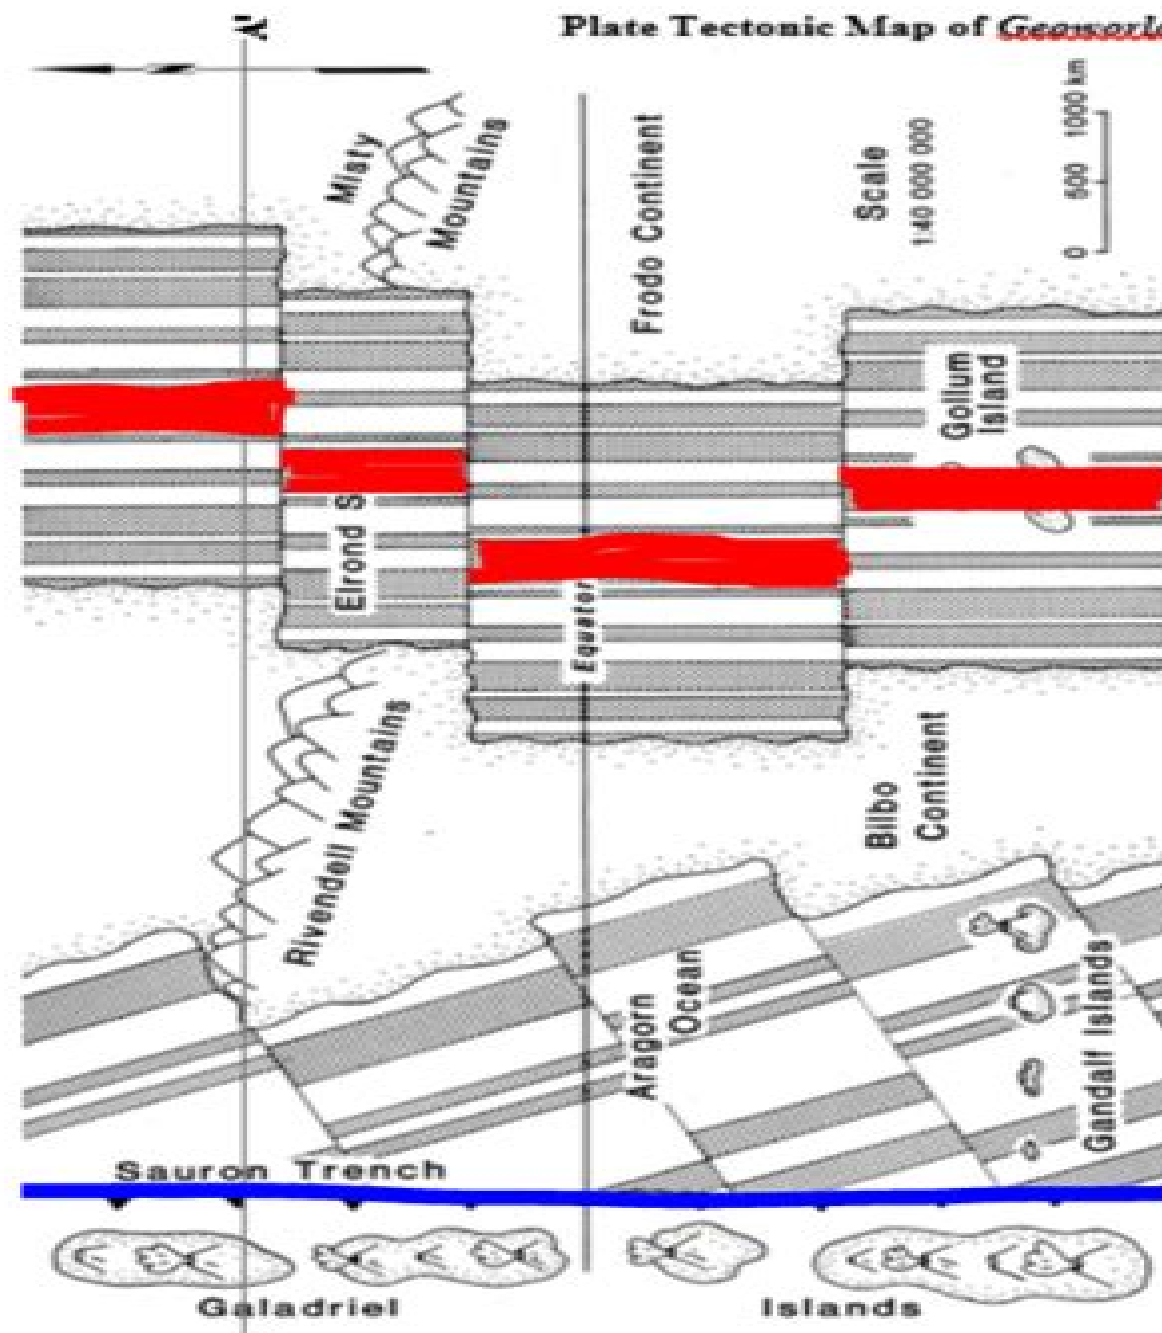 A'
Plate Tectonic Map of Geoworl
Misty
Mountains
Frodo Continent
Scale
1:40 000 000
0 500 1000 km
Gollum
Island
Elrond S
Equator
Rivendell Mountains
Bilbo
Continent
Aragorn
Ocean
Gandalf Islands
Sauron Trench
Galadriel Islands